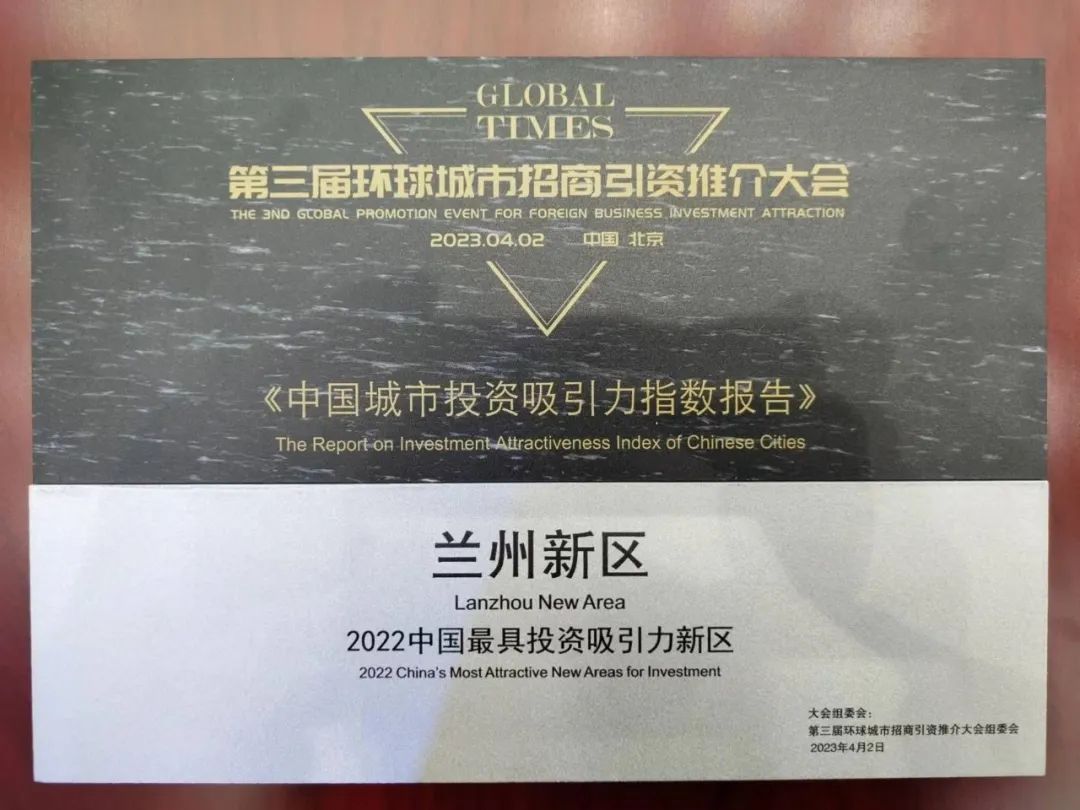 GLOBAL
TIMES
第三届环球城市招商引资推介大会
THE 3ND GLOBAL PROMOTION EVENT FOR FOREIGN BUSINESS INVESTMENT ATTRACTION
2023.04.02 中国 北京
《中国城市投资吸引力指数报告》
The Report on Investment Attractiveness Index of Chinese Cities
兰州新区
Lanzhou New Area
2022中国最具投资吸引力新区
2022 China's Most Attractive New Areas for Investment
大会组委会：
第三届环球城市招商引资推介大会组委会
2023年4月2日